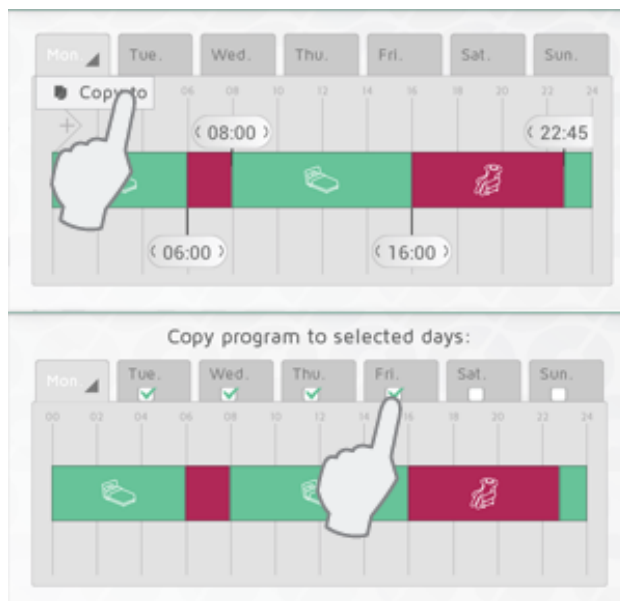 Mon. Tue. Wed. Thu. Fri. Sat. Sun.
Copy to 06 08 10 12 14 16 18 20 22 24
08:00 22:45
06:00 16:00
Copy program to selected days:
Mon. Tue. Wed. Thu. Fri. Sat. Sun.
00 02 04 06 08 10 12 14 16 18 20 22 24